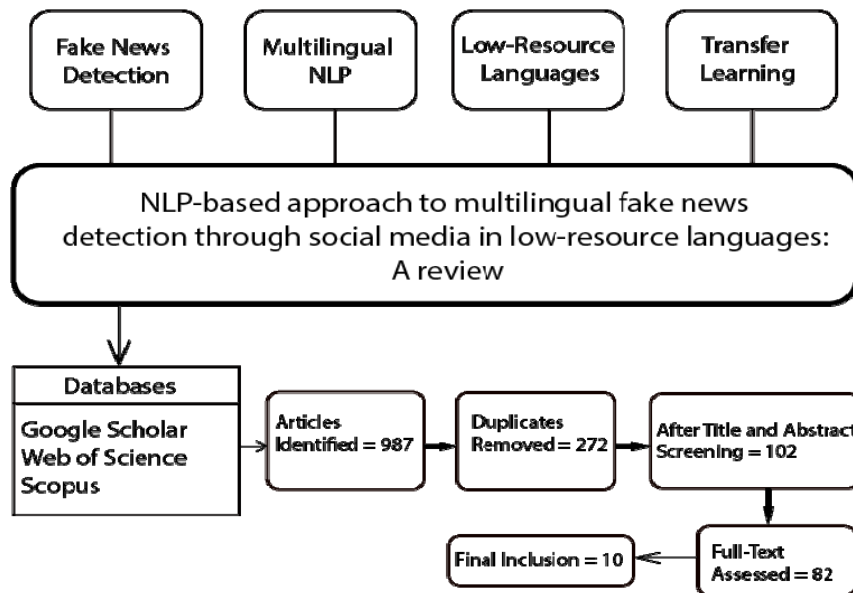 Fake News
Detection
Multilingual
NLP
Low-Resource
Languages
Transfer
Learning
NLP-based approach to multilingual fake news
detection through social media in low-resource languages:
A review
Databases
Google Scholar
Web of Science
Scopus
Articles
Identified = 987
Duplicates
Removed = 272
After Title and Abstract
Screening = 102
Full-Text
Assessed = 82
Final Inclusion = 10